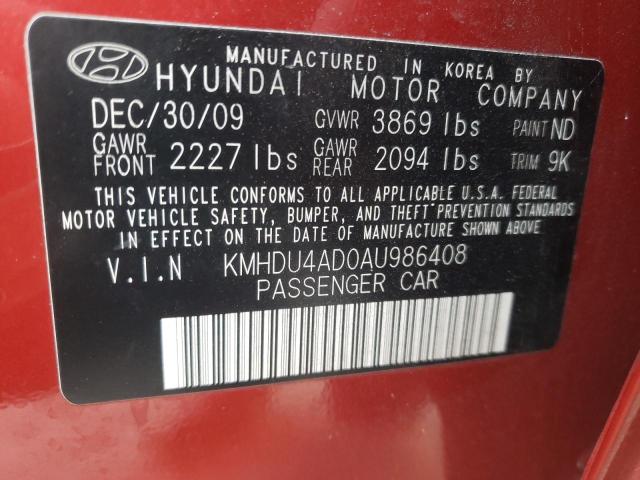 MANUFACTURED IN KOREA BY
HYUNDAI MOTOR COMPANY
DEC/30/09 GVWR 3869 lbs PAINT ND
GAWR FRONT 2227 lbs GAWR REAR 2094 lbs TRIM 9K
THIS VEHICLE CONFORMS TO ALL APPLICABLE U.S.A. FEDERAL
MOTOR VEHICLE SAFETY, BUMPER, AND THEFT PREVENTION STANDARDS
IN EFFECT ON THE DATE OF MANUFACTURE SHOWN ABOVE.
V.I.N KMHDU4AD0AU986408
PASSENGER CAR